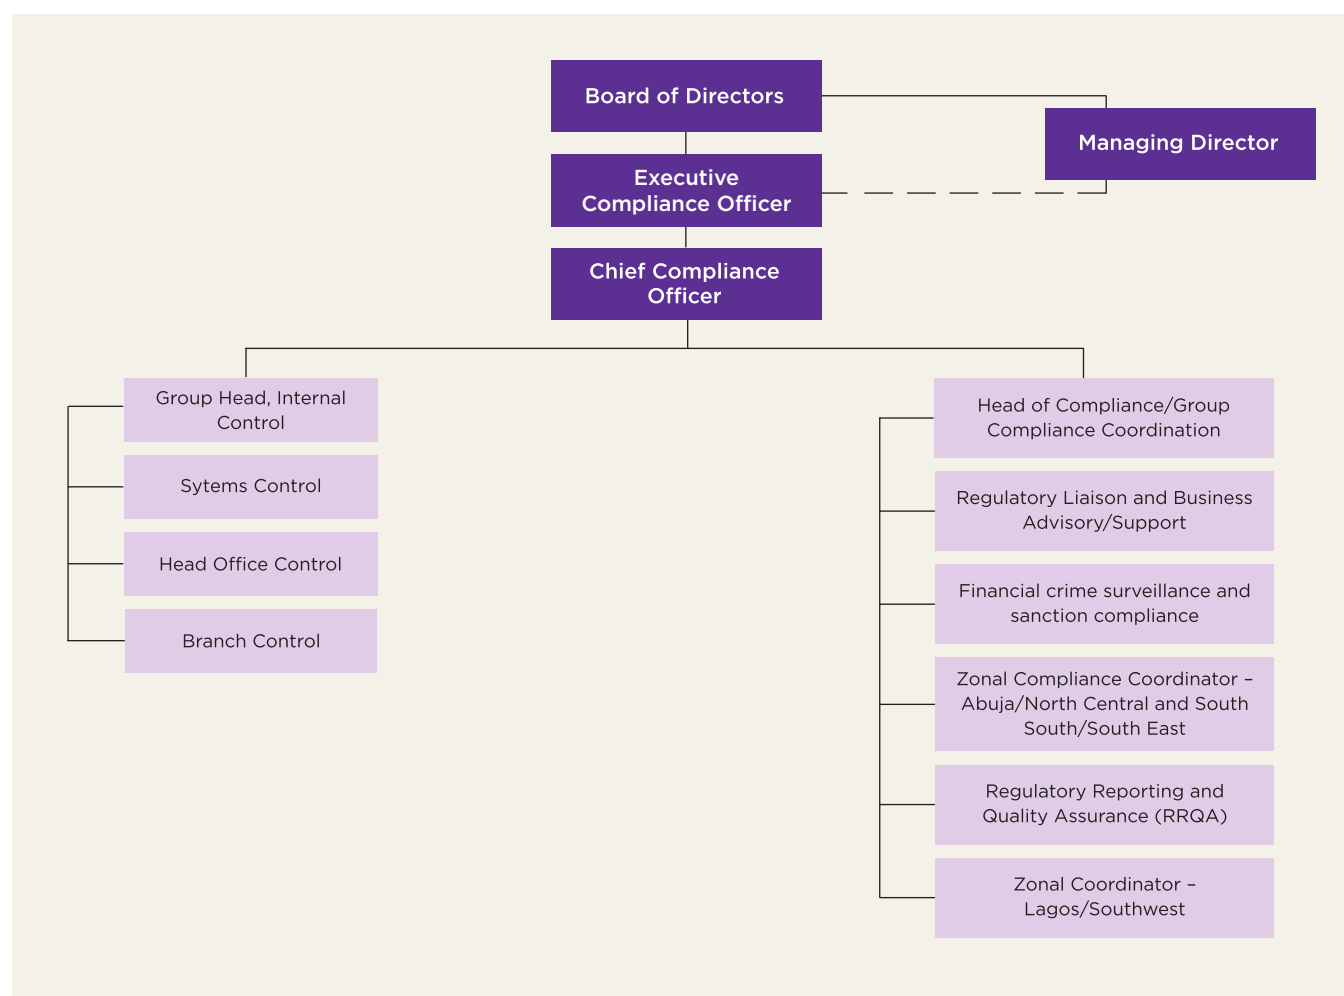 Board of Directors
Managing Director
Executive
Compliance Officer
Chief Compliance
Officer
Group Head, Internal
Control
Sytems Control
Head Office Control
Branch Control
Head of Compliance/Group
Compliance Coordination
Regulatory Liaison and Business
Advisory/Support
Financial crime surveillance and
sanction compliance
Zonal Compliance Coordinator –
Abuja/North Central and South
South/South East
Regulatory Reporting and
Quality Assurance (RRQA)
Zonal Coordinator –
Lagos/Southwest